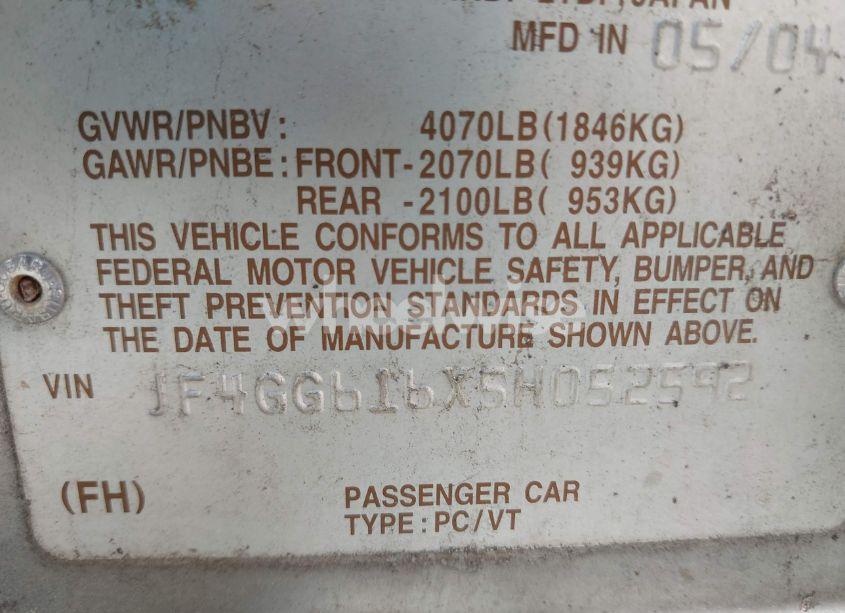 LTD., JAPAN
MFD IN 05/04
GVWR/PNBV: 4070LB(1846KG)
GAWR/PNBE: FRONT-2070LB( 939KG)
REAR -2100LB( 953KG)
THIS VEHICLE CONFORMS TO ALL APPLICABLE
FEDERAL MOTOR VEHICLE SAFETY, BUMPER, AND
THEFT PREVENTION STANDARDS IN EFFECT ON
THE DATE OF MANUFACTURE SHOWN ABOVE.
VIN JF4GG616X5H052592
(FH) PASSENGER CAR
TYPE: PC/VT